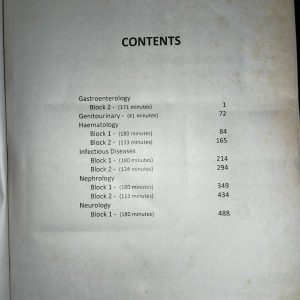 CONTENTS
Gastroenterology
Block 2 - (171 minutes) 1
Genitourinary - (41 minutes) 72
Haematology
Block 1 - (180 minutes) 84
Block 2 - (113 minutes) 165
Infectious Diseases
Block 1 - (180 minutes) 214
Block 2 - (124 minutes) 294
Nephrology
Block 1 - (180 minutes) 349
Block 2 - (113 minutes) 434
Neurology
Block 1 - (180 minutes) 488